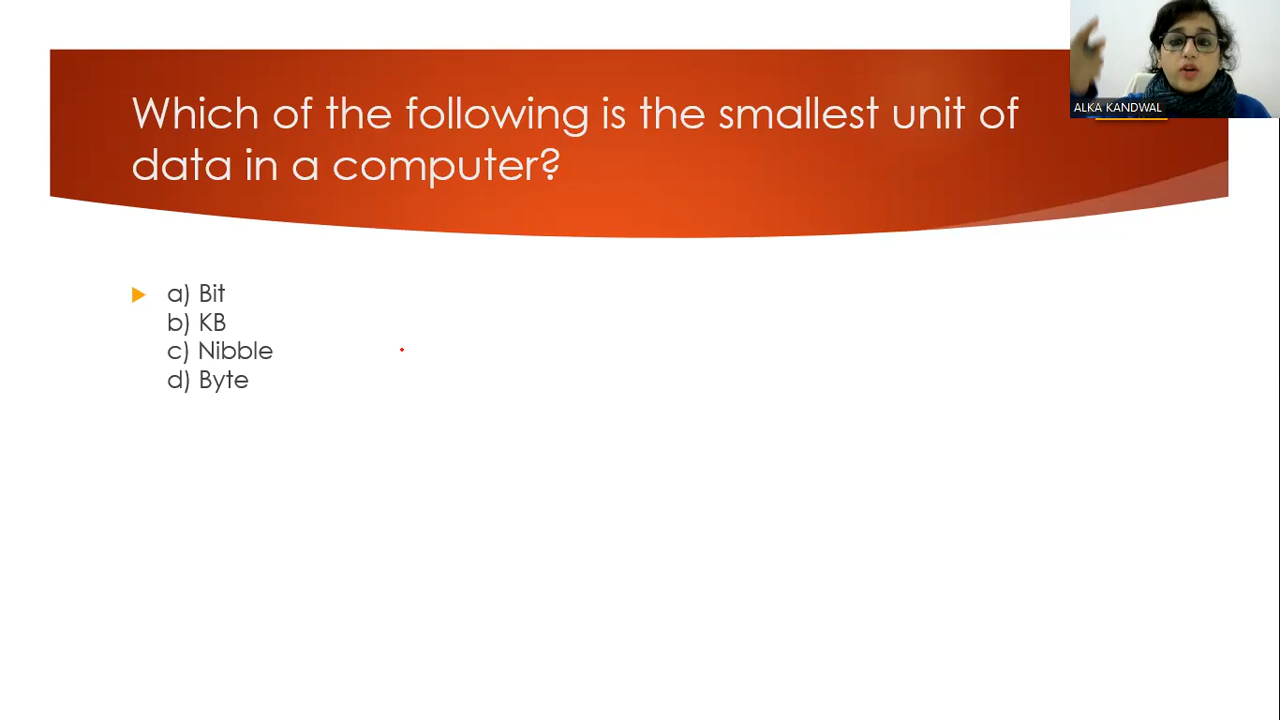 ALKA KANDWAL
Which of the following is the smallest unit of
data in a computer?
a) Bit
b) KB
c) Nibble
d) Byte